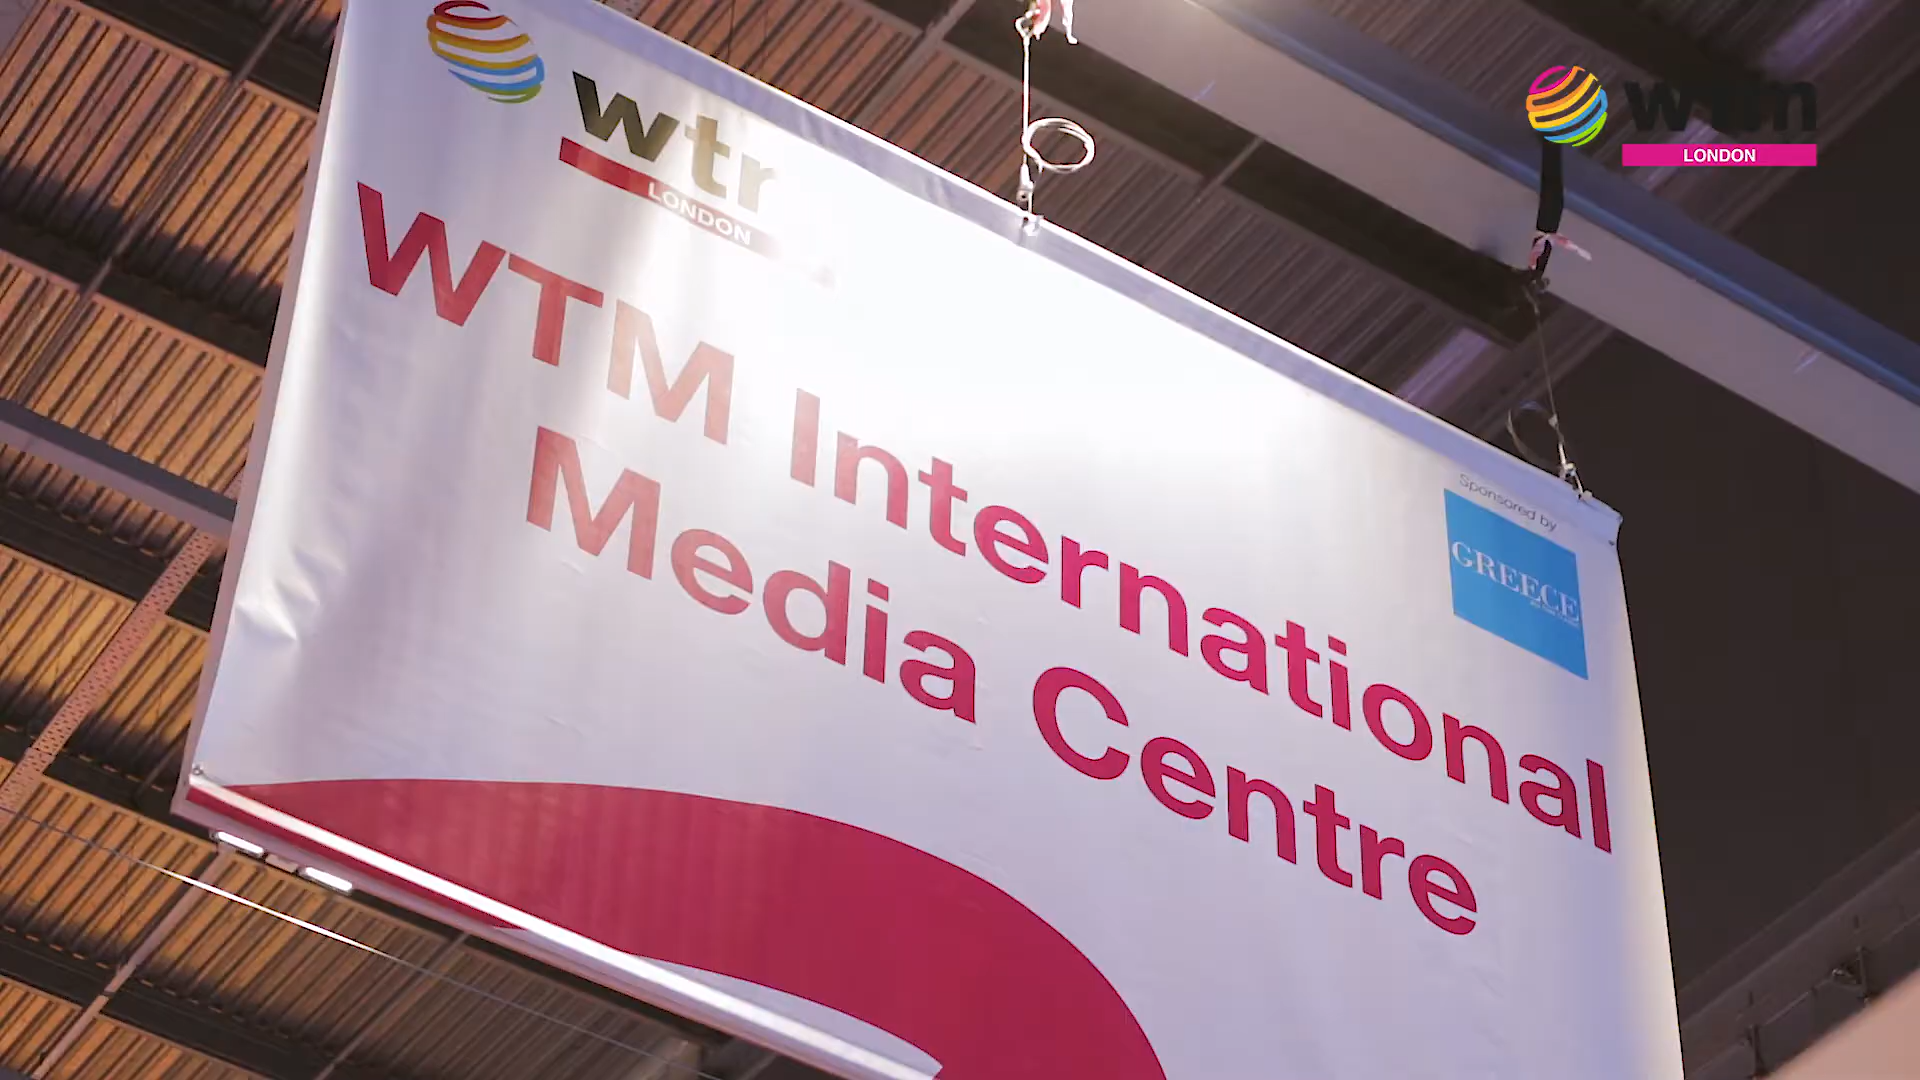 wtm
LONDON
WTM International
Media Centre
Sponsored by
GREECE
wtm
LONDON